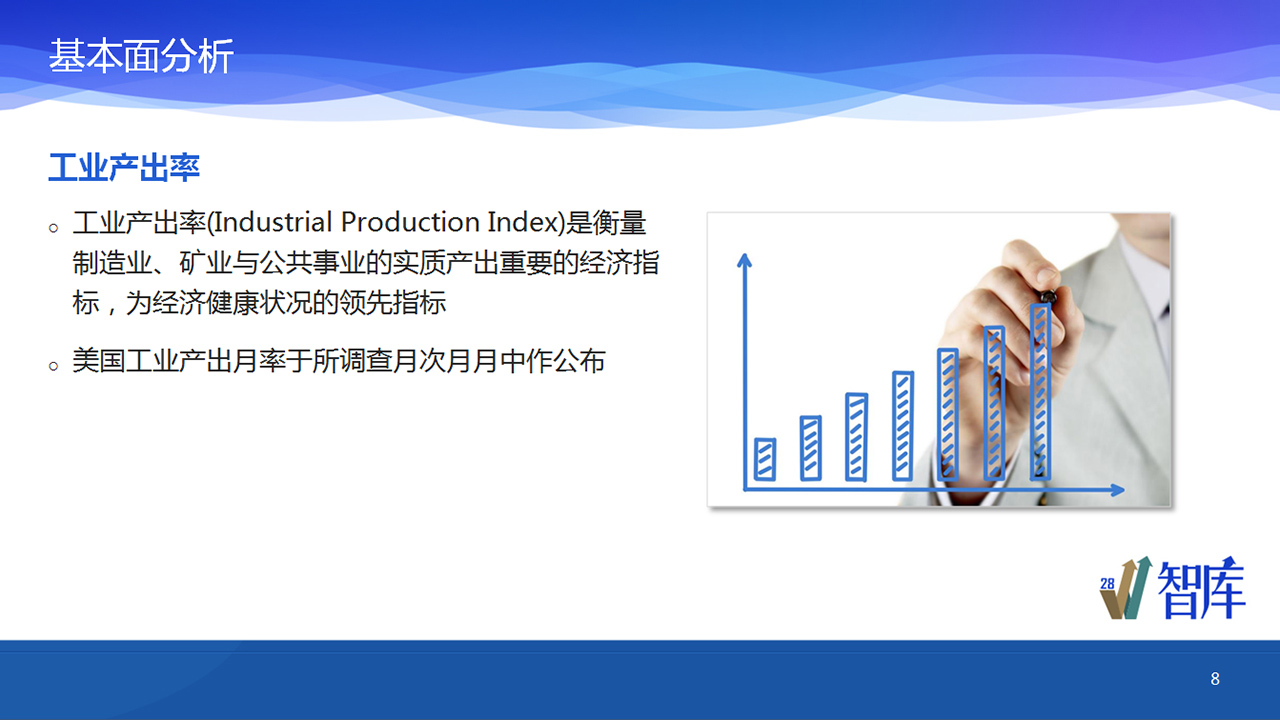 基本面分析
工业产出率
工业产出率(Industrial Production Index)是衡量
制造业、矿业与公共事业的实质产出重要的经济指
标，为经济健康状况的领先指标
美国工业产出月率于所调查月次月月中作公布
28
智库
8